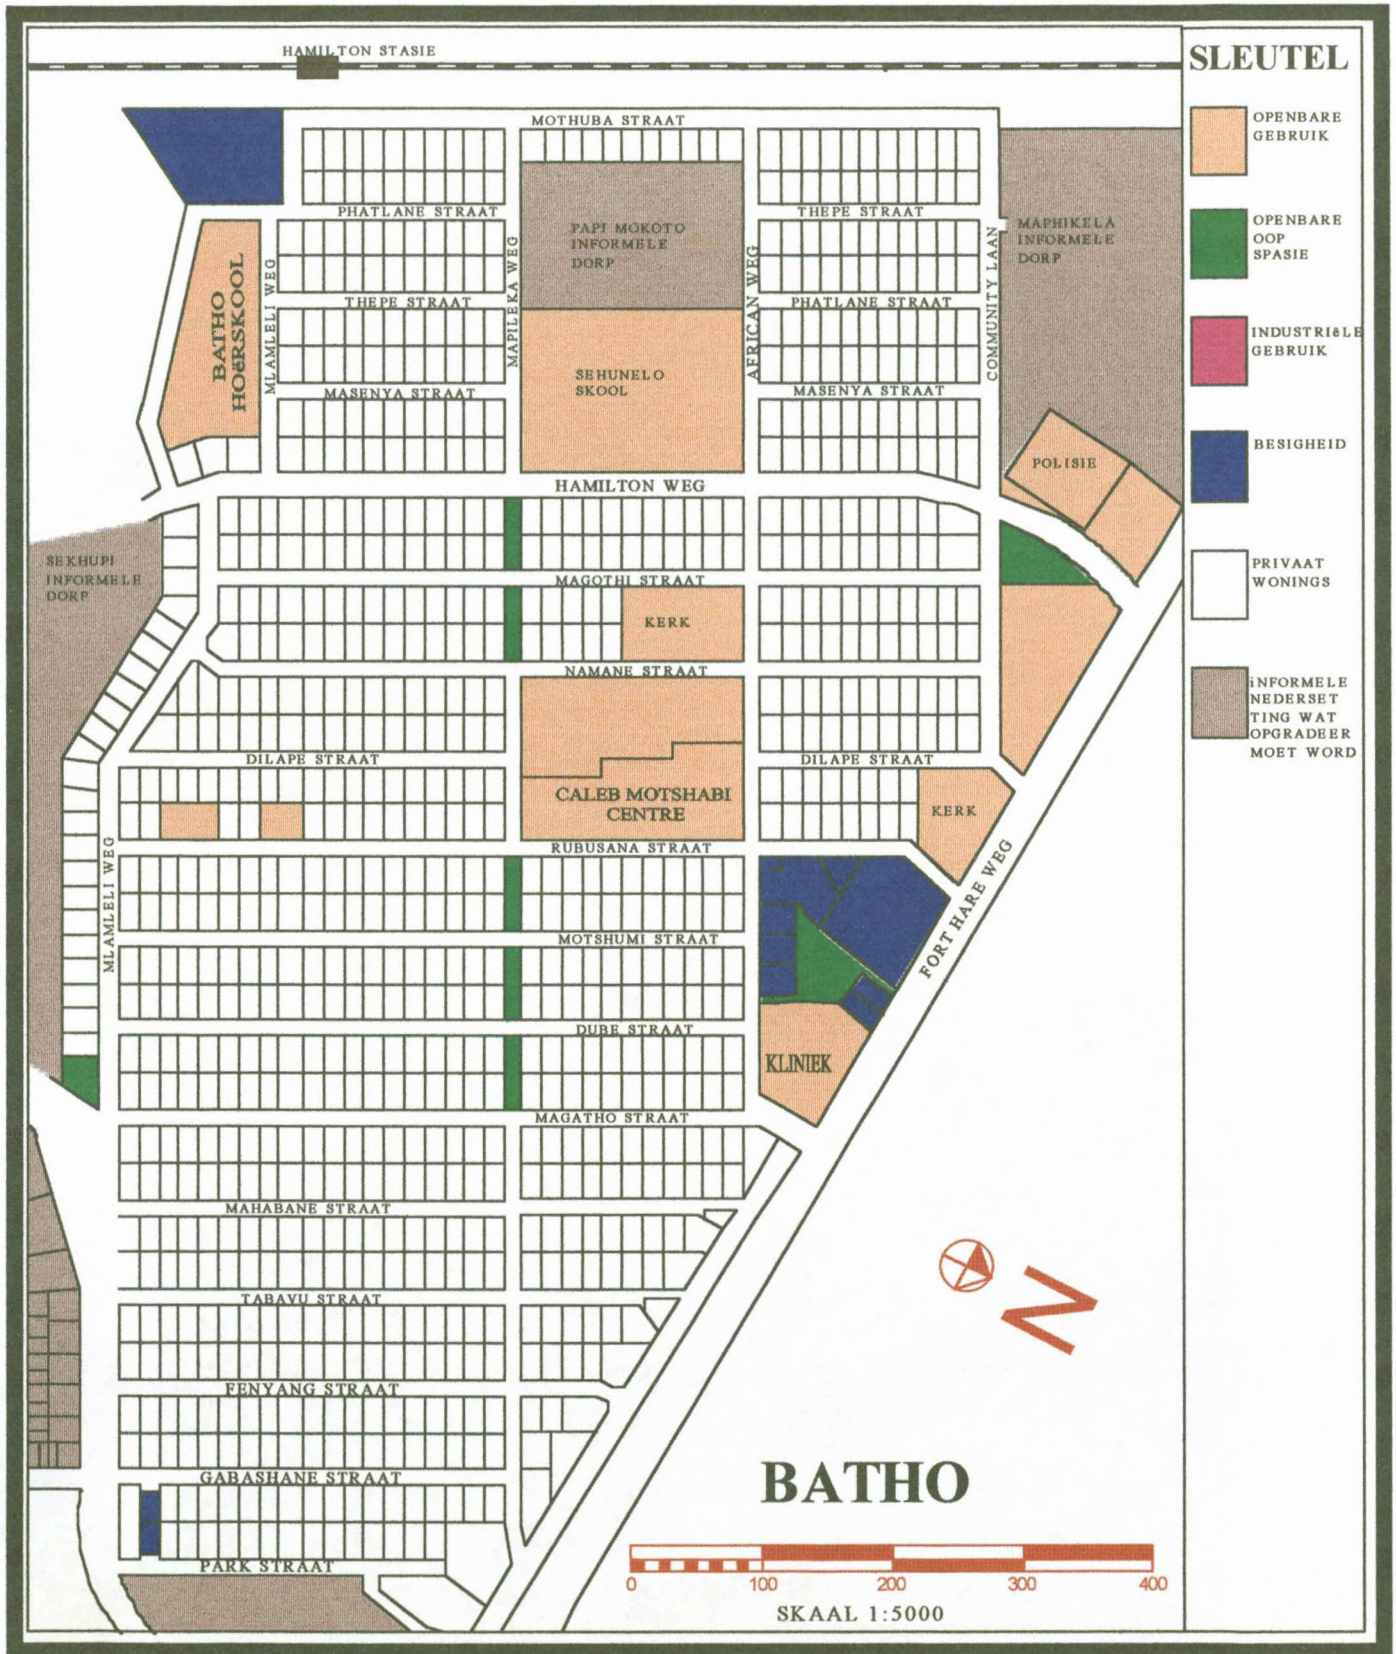 HAMILTON STASIE
SLEUTEL
OPENBARE
GEBRUIK
OPENBARE
OOP
SPASIE
INDUSTRIëLE
GEBRUIK
BESIGHEID
PRIVAAT
WONINGS
iNFORMELE
NEDERSET
TING WAT
OPGRADEER
MOET WORD
MOTHUBA STRAAT
PHATLANE STRAAT
THEPE STRAAT
PAPI MOKOTO
INFORMELE
DORP
MAPHIKELA
INFORMELE
DORP
BATHO
HOëRSKOOL
MLAMLELI WEG
MAPILEKA WEG
AFRICAN WEG
COMMUNITY LAAN
THEPE STRAAT
PHATLANE STRAAT
SEHUNELO
SKOOL
MASENYA STRAAT
MASENYA STRAAT
POLISIE
HAMILTON WEG
SEKHUPI
INFORMELE
DORP
MAGOTHI STRAAT
KERK
NAMANE STRAAT
DILAPE STRAAT
DILAPE STRAAT
CALEB MOTSHABI
CENTRE
KERK
RUBUSANA STRAAT
MLAMLELI WEG
FORT HARE WEG
MOTSHUMI STRAAT
DUBE STRAAT
KLINIEK
MAGATHO STRAAT
MAHABANE STRAAT
TABAVU STRAAT
N
FENYANG STRAAT
GABASHANE STRAAT
BATHO
PARK STRAAT
0 100 200 300 400
SKAAL 1:5000